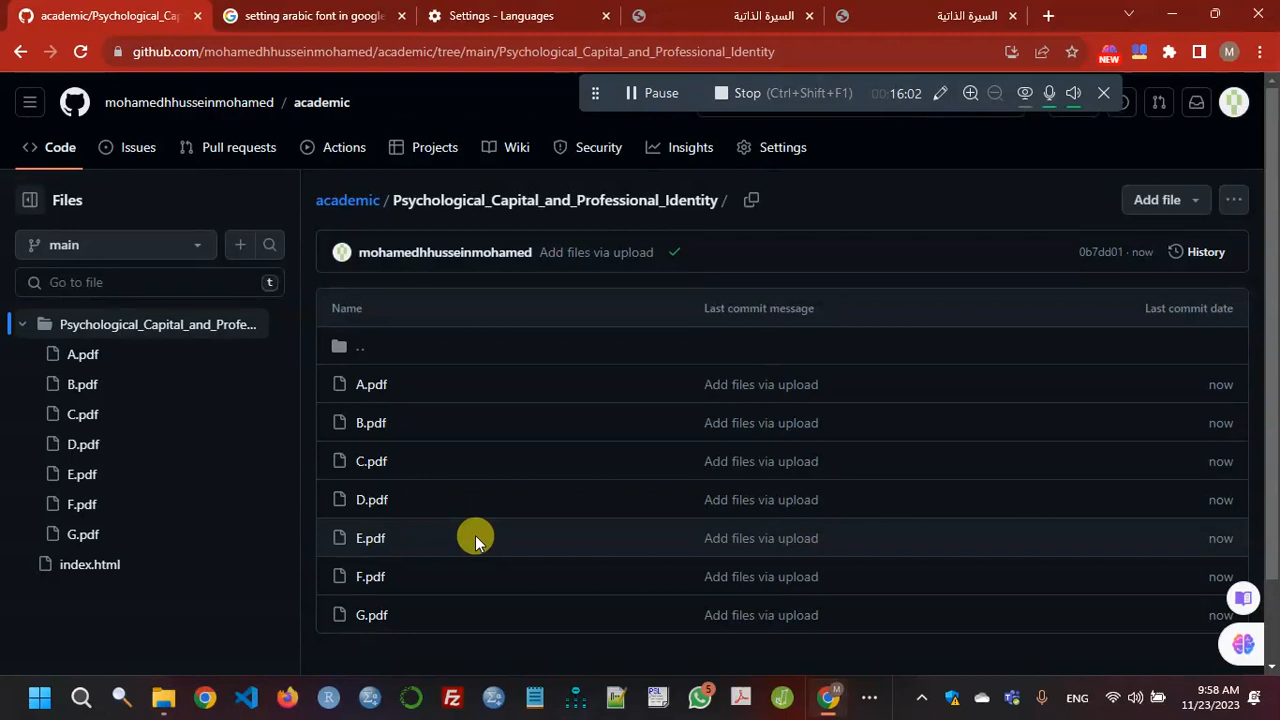 academic/Psychological_Cap
setting arabic font in google
Settings - Languages
السيرة الذاتية
السيرة الذاتية
github.com/mohamedhhusseinmohamed/academic/tree/main/Psychological_Capital_and_Professional_Identity
NEW
M
mohamedhhusseinmohamed / academic
Pause
Stop (Ctrl+Shift+F1)
00:16:02
Code
Issues
Pull requests
Actions
Projects
Wiki
Security
Insights
Settings
Files
academic / Psychological_Capital_and_Professional_Identity /
Add file
main
mohamedhhusseinmohamed Add files via upload
0b7dd01 · now
History
Go to file
t
Name
Last commit message
Last commit date
Psychological_Capital_and_Profe...
..
A.pdf
B.pdf
C.pdf
D.pdf
E.pdf
F.pdf
G.pdf
index.html
A.pdf Add files via upload now
B.pdf Add files via upload now
C.pdf Add files via upload now
D.pdf Add files via upload now
E.pdf Add files via upload now
F.pdf Add files via upload now
G.pdf Add files via upload now
5
M
ENG
9:58 AM
11/23/2023